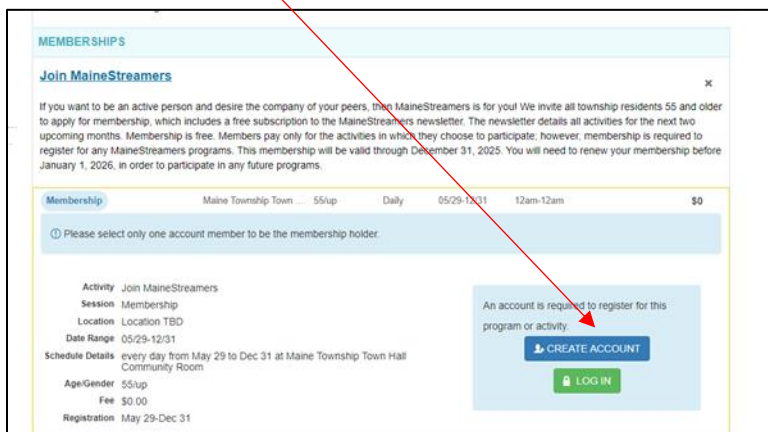 MEMBERSHIPS
Join MaineStreamers
×
If you want to be an active person and desire the company of your peers, then MaineStreamers is for you! We invite all township residents 55 and older
to apply for membership, which includes a free subscription to the MaineStreamers newsletter. The newsletter details all activities for the next two
upcoming months. Membership is free. Members pay only for the activities in which they choose to participate; however, membership is required to
register for any MaineStreamers programs. This membership will be valid through December 31, 2025. You will need to renew your membership before
January 1, 2026, in order to participate in any future programs.
Membership Maine Township Town ... 55/up Daily 05/29-12/31 12am-12am $0
Please select only one account member to be the membership holder.
Activity Join MaineStreamers
Session Membership
Location Location TBD
Date Range 05/29-12/31
Schedule Details every day from May 29 to Dec 31 at Maine Township Town Hall
Community Room
Age/Gender 55/up
Fee $0.00
Registration May 29-Dec 31
An account is required to register for this
program or activity.
CREATE ACCOUNT
LOG IN